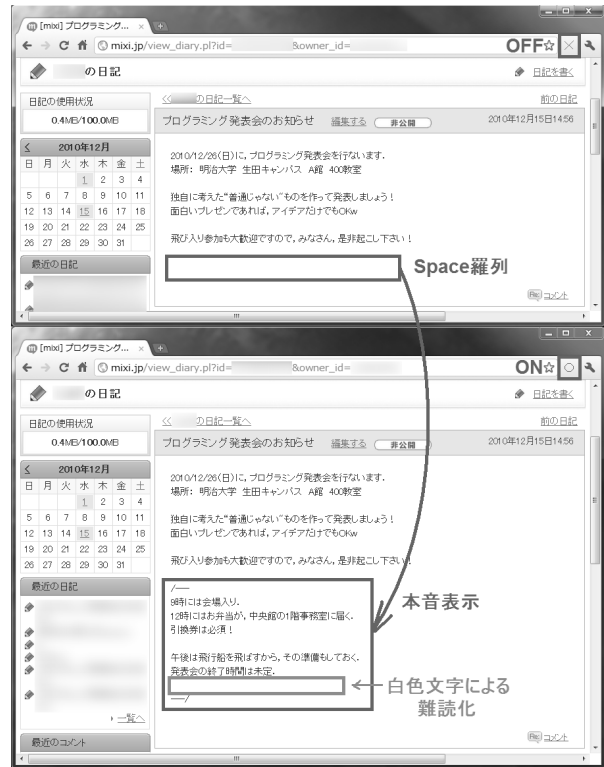 [mixi] プログラミング...
mixi.jp/view_diary.pl?id= &owner_id=
OFF
の日記
日記を書く
日記の使用状況
0.4MB/100.0MB
2010年12月
日 月 火 水 木 金 土
1 2 3 4
5 6 7 8 9 10 11
12 13 14 15 16 17 18
19 20 21 22 23 24 25
26 27 28 29 30 31
最近の日記
<< の日記一覧へ
前の日記
プログラミング発表会のお知らせ 編集する 非公開
2010年12月15日14:56
2010/12/26(日)に, プログラミング発表会を行ないます.
場所: 明治大学 生田キャンパス A館 400教室
独自に考えた“普通じゃない”ものを作って発表しましょう!
面白いプレゼンであれば, アイデアだけでもOKw
飛び入り参加も大歓迎ですので, みなさん, 是非起こし下さい!
Space羅列
コメント
[mixi] プログラミング...
mixi.jp/view_diary.pl?id= &owner_id=
ON
の日記
日記を書く
日記の使用状況
0.4MB/100.0MB
2010年12月
日 月 火 水 木 金 土
1 2 3 4
5 6 7 8 9 10 11
12 13 14 15 16 17 18
19 20 21 22 23 24 25
26 27 28 29 30 31
最近の日記
一覧へ
最近のコメント
<< の日記一覧へ
前の日記
プログラミング発表会のお知らせ 編集する 非公開
2010年12月15日14:56
2010/12/26(日)に, プログラミング発表会を行ないます.
場所: 明治大学 生田キャンパス A館 400教室
独自に考えた“普通じゃない”ものを作って発表しましょう!
面白いプレゼンであれば, アイデアだけでもOKw
飛び入り参加も大歓迎ですので, みなさん, 是非起こし下さい!
/──
9時には会場入り.
12時にはお弁当が, 中央館の1階事務室に届く.
引換券は必須!
午後は飛行船を飛ばすから, その準備もしておく.
発表会の終了時間は未定.
──/
本音表示
白色文字による
難読化
コメント